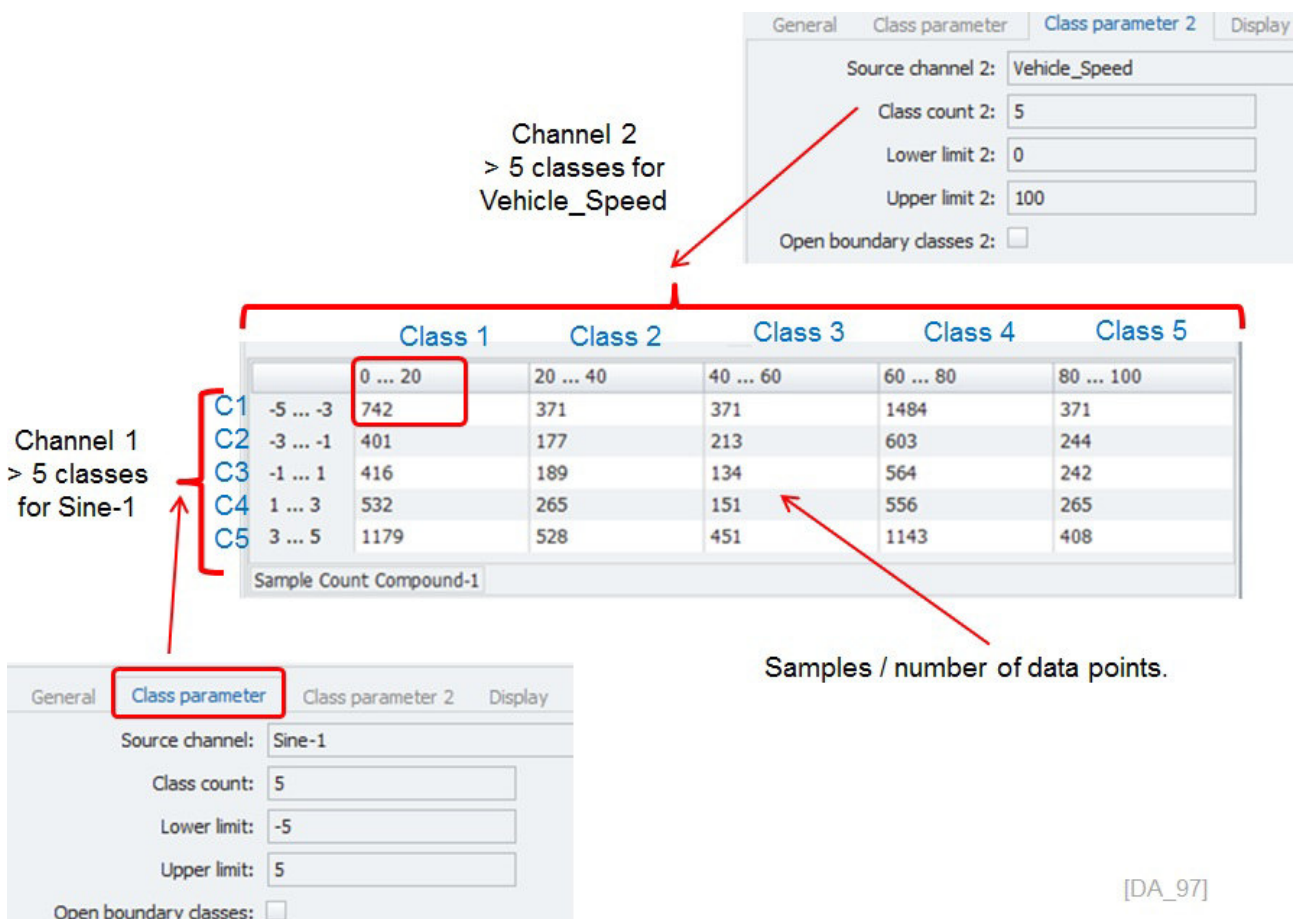 General Class parameter Class parameter 2 Display
Source channel 2: Vehicle_Speed
Class count 2: 5
Lower limit 2: 0
Upper limit 2: 100
Open boundary classes 2:
Channel 2
> 5 classes for
Vehicle_Speed
Class 1 Class 2 Class 3 Class 4 Class 5
0 ... 20 20 ... 40 40 ... 60 60 ... 80 80 ... 100
C1 -5 ... -3 742 371 371 1484 371
C2 -3 ... -1 401 177 213 603 244
C3 -1 ... 1 416 189 134 564 242
C4 1 ... 3 532 265 151 556 265
C5 3 ... 5 1179 528 451 1143 408
Sample Count Compound-1
Channel 1
> 5 classes
for Sine-1
Samples / number of data points.
General Class parameter Class parameter 2 Display
Source channel: Sine-1
Class count: 5
Lower limit: -5
Upper limit: 5
Open boundary classes:
[DA_97]